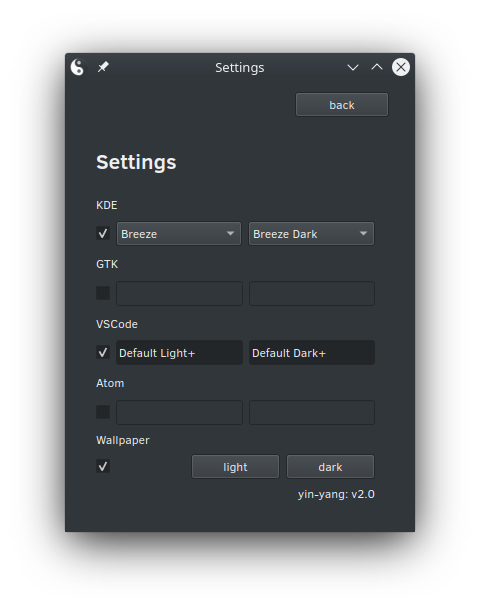 Settings
back
Settings
KDE
Breeze Breeze Dark
GTK
VSCode
Default Light+ Default Dark+
Atom
Wallpaper
light dark
yin-yang: v2.0